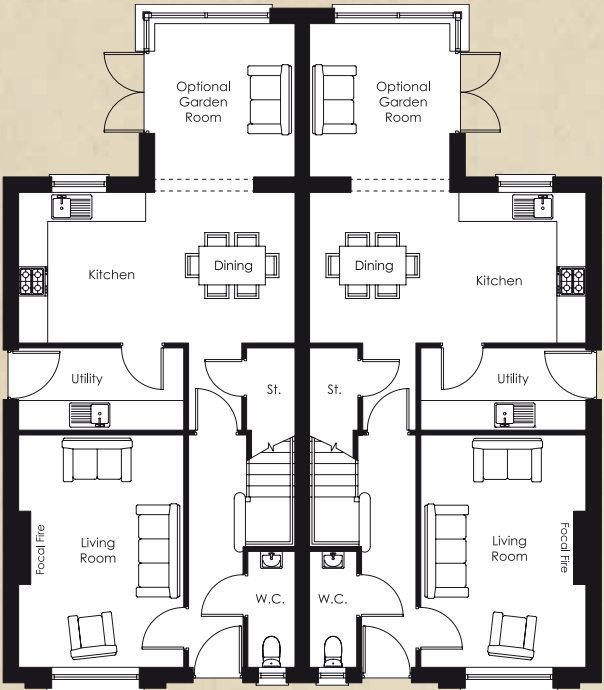 Optional
Garden
Room
Optional
Garden
Room
Kitchen
Dining
Dining
Kitchen
Utility
St.
St.
Utility
Focal Fire
Living
Room
Living
Room
Focal Fire
W.C.
W.C.